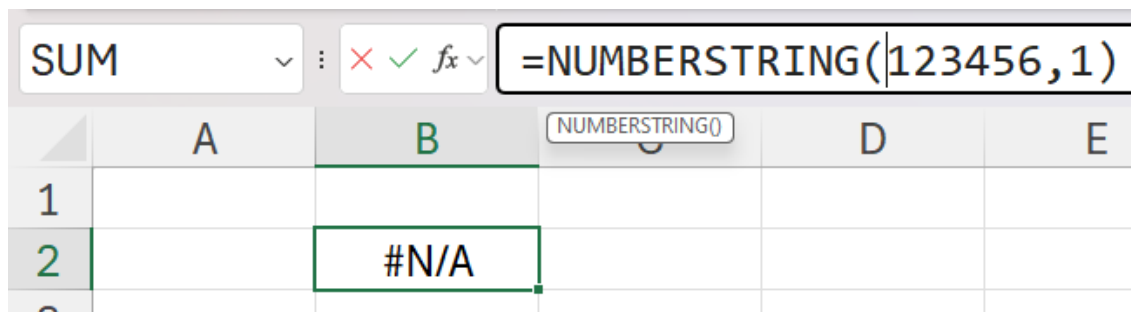 SUM fx =NUMBERSTRING(123456,1)
NUMBERSTRING()
A B D E
1
2 #N/A